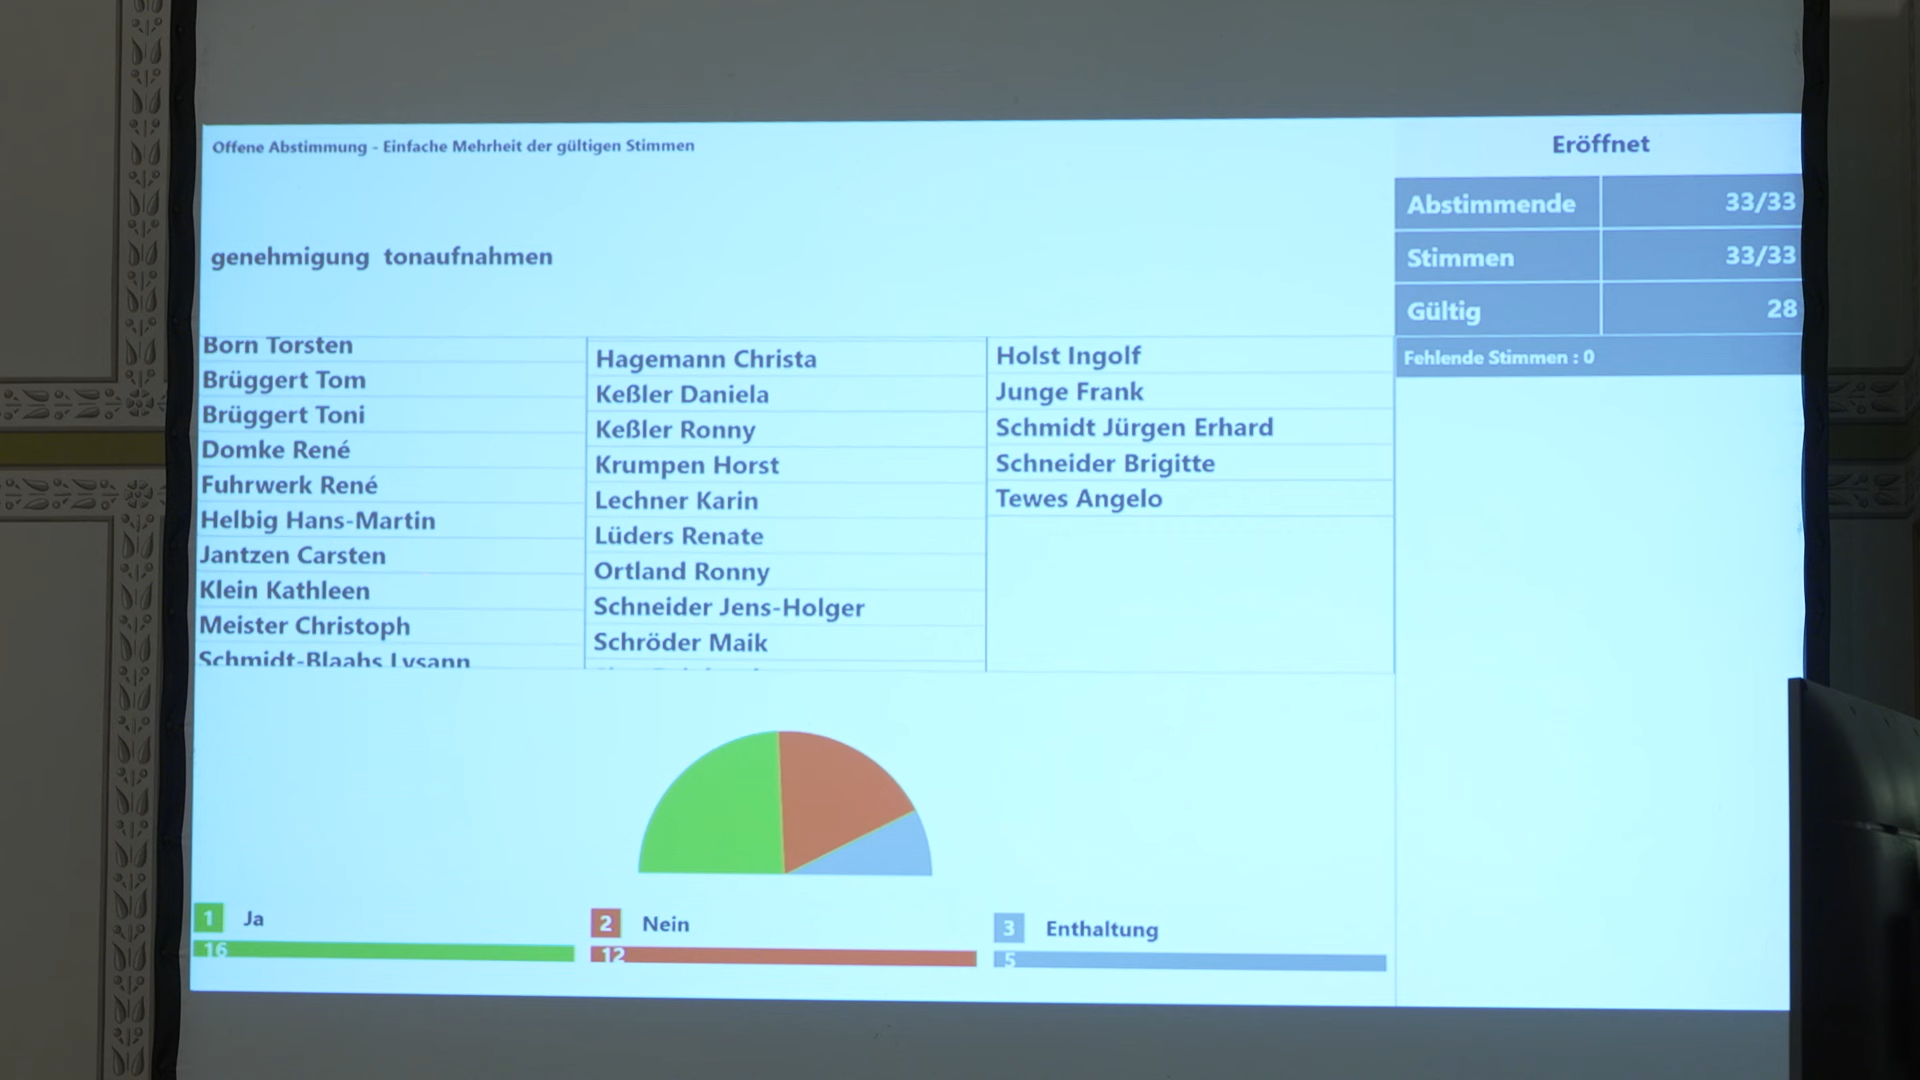 Offene Abstimmung - Einfache Mehrheit der gültigen Stimmen
genehmigung tonaufnahmen
Born Torsten
Brüggert Tom
Brüggert Toni
Domke René
Fuhrwerk René
Helbig Hans-Martin
Jantzen Carsten
Klein Kathleen
Meister Christoph
Schmidt-Blaahs Lysann
Hagemann Christa
Keßler Daniela
Keßler Ronny
Krumpen Horst
Lechner Karin
Lüders Renate
Ortland Ronny
Schneider Jens-Holger
Schröder Maik
Holst Ingolf
Junge Frank
Schmidt Jürgen Erhard
Schneider Brigitte
Tewes Angelo
1 Ja
16
2 Nein
12
3 Enthaltung
5
Eröffnet
Abstimmende 33/33
Stimmen 33/33
Gültig 28
Fehlende Stimmen : 0